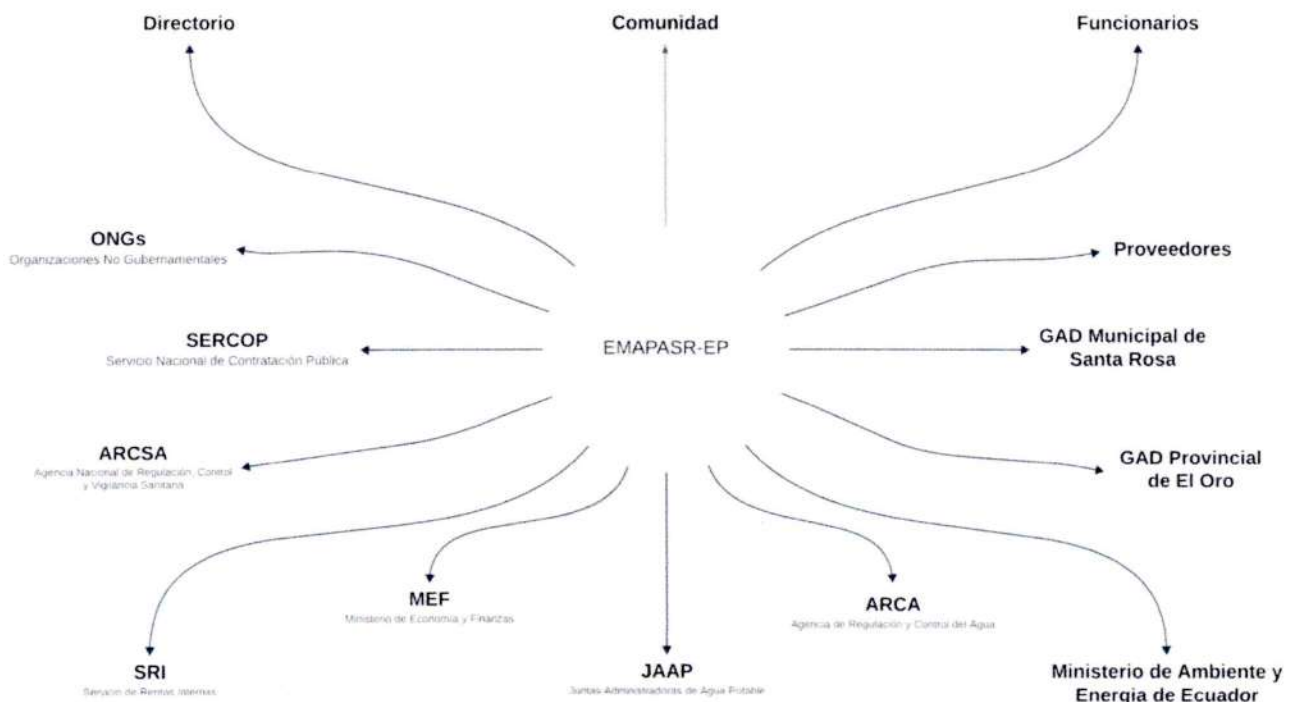 Directorio
Comunidad
Funcionarios
ONGs
Organizaciones No Gubernamentales
Proveedores
SERCOP
Servicio Nacional de Contratación Pública
EMAPASR-EP
GAD Municipal de
Santa Rosa
ARCSA
Agencia Nacional de Regulación, Control
y Vigilancia Sanitaria
GAD Provincial
de El Oro
MEF
Ministerio de Economía y Finanzas
ARCA
Agencia de Regulación y Control del Agua
SRI
Servicio de Rentas Internas
JAAP
Juntas Administradoras de Agua Potable
Ministerio de Ambiente y
Energia de Ecuador